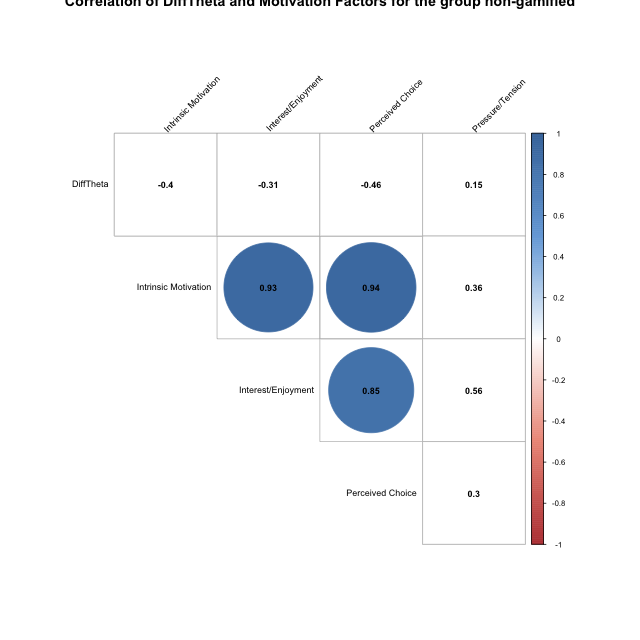 Correlation of DiffTheta and Motivation Factors for the group non-gamified
Intrinsic Motivation
Interest/Enjoyment
Perceived Choice
Pressure/Tension
DiffTheta -0.4 -0.31 -0.46 0.15
Intrinsic Motivation 0.93 0.94 0.36
Interest/Enjoyment 0.85 0.56
Perceived Choice 0.3
1
0.8
0.6
0.4
0.2
0
-0.2
-0.4
-0.6
-0.8
-1